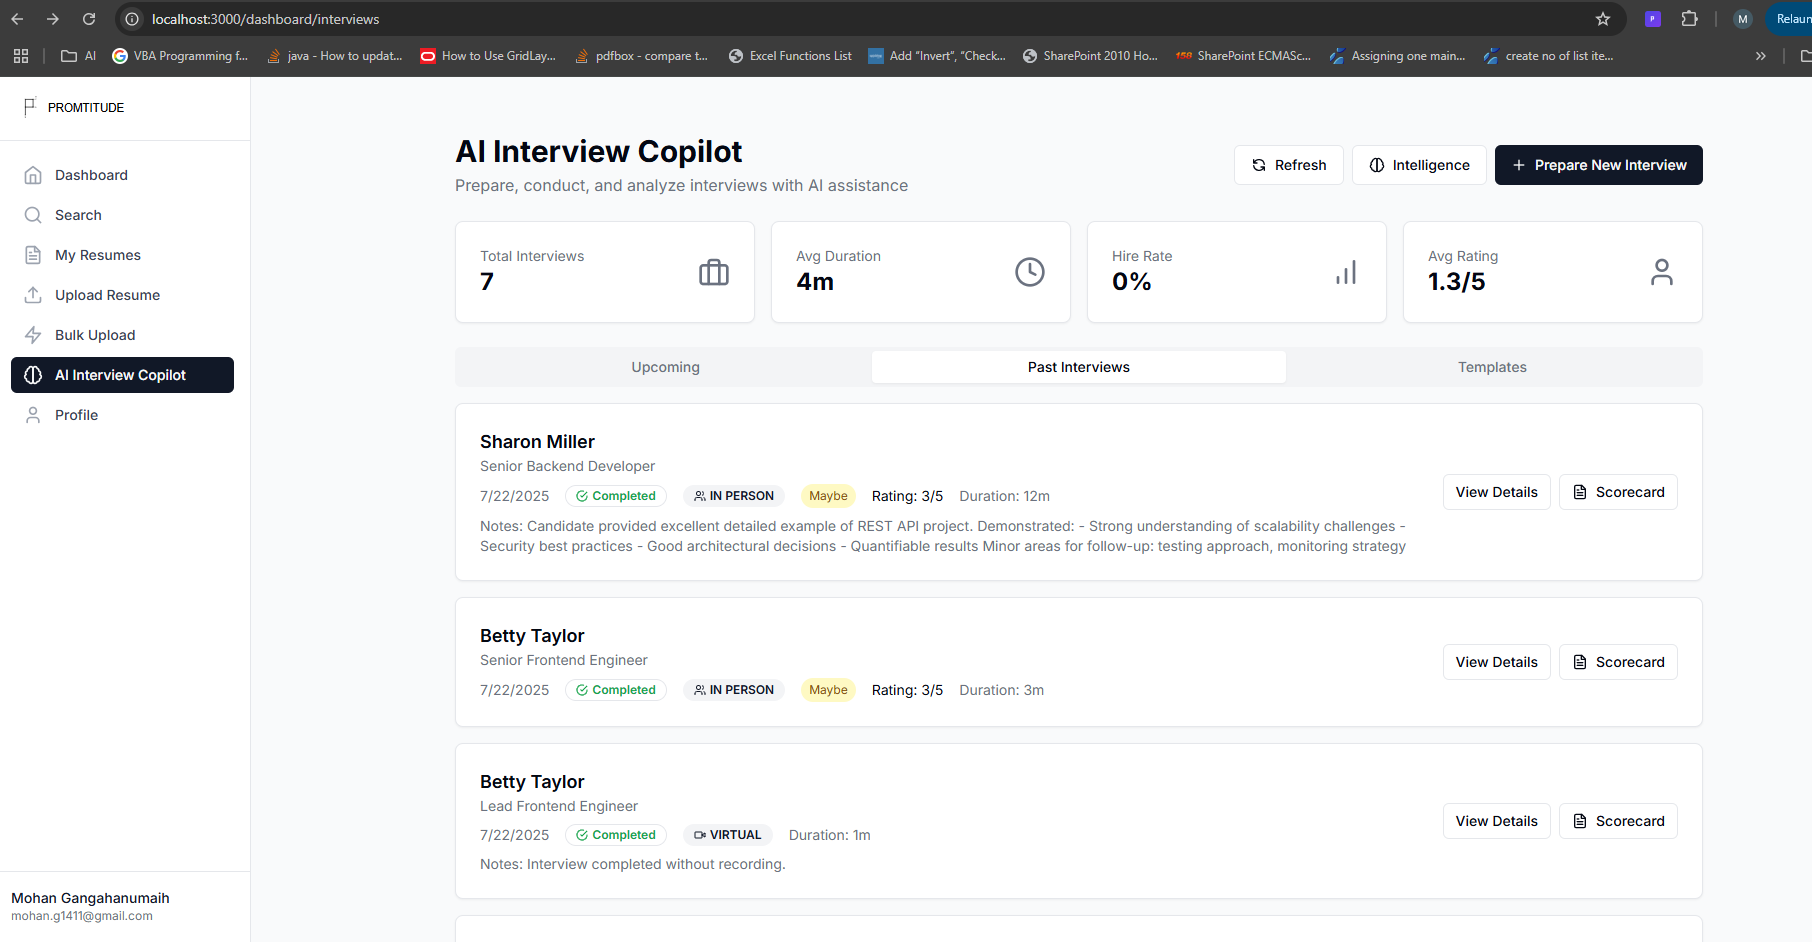 localhost:3000/dashboard/interviews
P
M
Relaun
AI
VBA Programming f...
java - How to updat...
How to Use GridLay...
pdfbox - compare t...
Excel Functions List
Add “Invert”, “Check...
SharePoint 2010 Ho...
158 SharePoint ECMASc...
Assigning one main...
create no of list ite...
PROMTITUDE
Dashboard
Search
My Resumes
Upload Resume
Bulk Upload
AI Interview Copilot
Profile
Mohan Gangahanumaih
mohan.g1411@gmail.com
AI Interview Copilot
Prepare, conduct, and analyze interviews with AI assistance
Refresh
Intelligence
Prepare New Interview
Total Interviews
7
Avg Duration
4m
Hire Rate
0%
Avg Rating
1.3/5
Upcoming
Past Interviews
Templates
Sharon Miller
Senior Backend Developer
7/22/2025 Completed IN PERSON Maybe Rating: 3/5 Duration: 12m
Notes: Candidate provided excellent detailed example of REST API project. Demonstrated: - Strong understanding of scalability challenges -
Security best practices - Good architectural decisions - Quantifiable results Minor areas for follow-up: testing approach, monitoring strategy
View Details
Scorecard
Betty Taylor
Senior Frontend Engineer
7/22/2025 Completed IN PERSON Maybe Rating: 3/5 Duration: 3m
View Details
Scorecard
Betty Taylor
Lead Frontend Engineer
7/22/2025 Completed VIRTUAL Duration: 1m
Notes: Interview completed without recording.
View Details
Scorecard